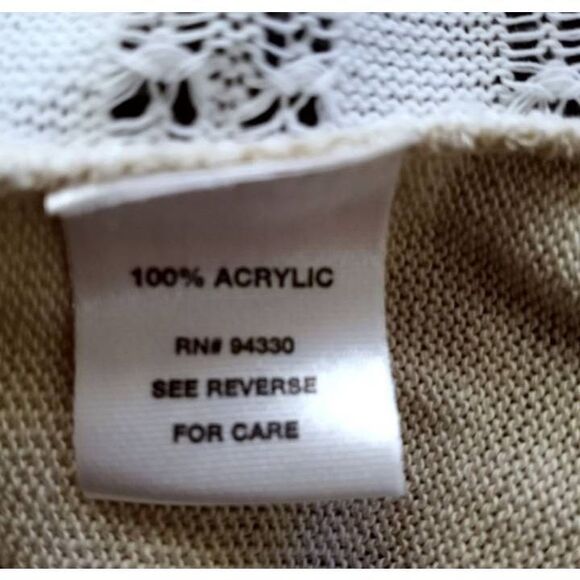 100% ACRYLIC
RN# 94330
SEE REVERSE
FOR CARE